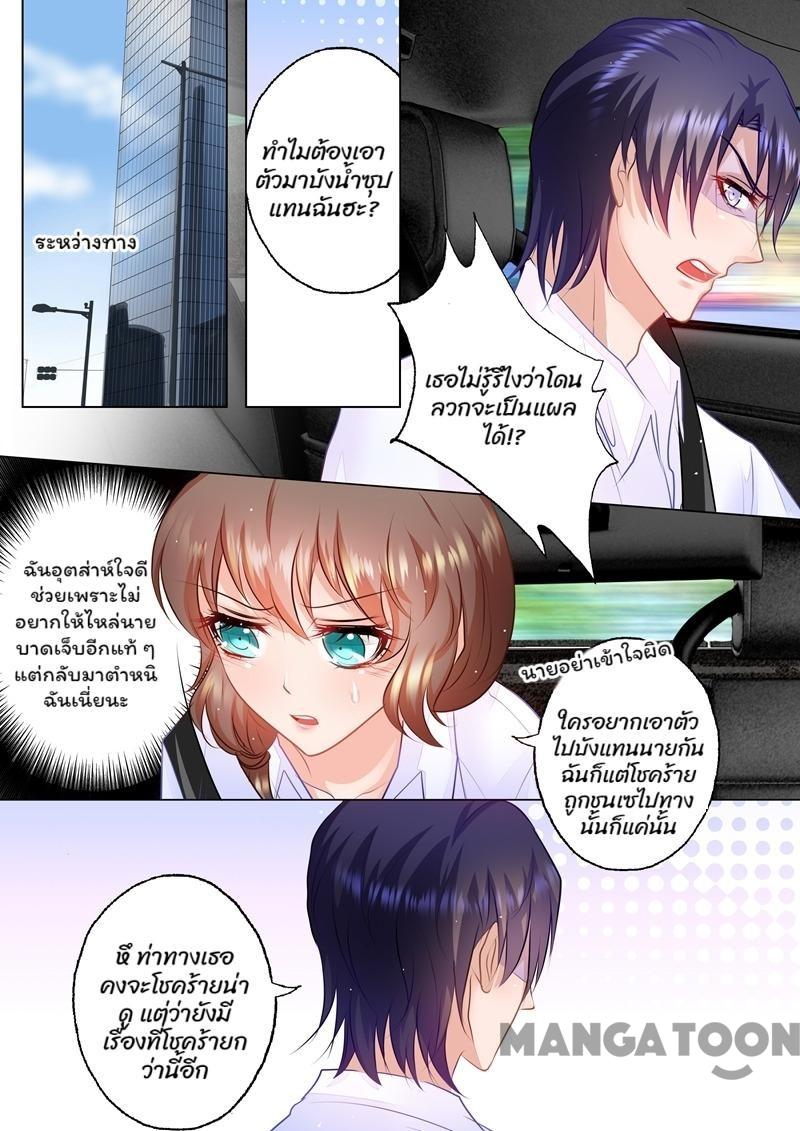 ระหว่างทาง
ทำไมต้องเอา
ตัวมาบังน้ำซุป
แทนฉันฮะ?
เธอไม่รู้รึไงว่าโดน
ลวกจะเป็นแผล
ได้!?
ฉันอุตส่าห์ใจดี
ช่วยเพราะไม่
อยากให้ไหล่นาย
บาดเจ็บอีกแท้ ๆ
แต่กลับมาตำหนิ
ฉันเนี่ยนะ
นายอย่าเข้าใจผิด
ใครอยากเอาตัว
ไปบังแทนนายกัน
ฉันก็แต่โชคร้าย
ถูกชนเซไปทาง
นั้นก็แค่นั้น
หึ ท่าทางเธอ
คงจะโชคร้ายน่า
ดู แต่ว่ายังมี
เรื่องที่โชคร้ายก
ว่านี้อีก
MANGATOON